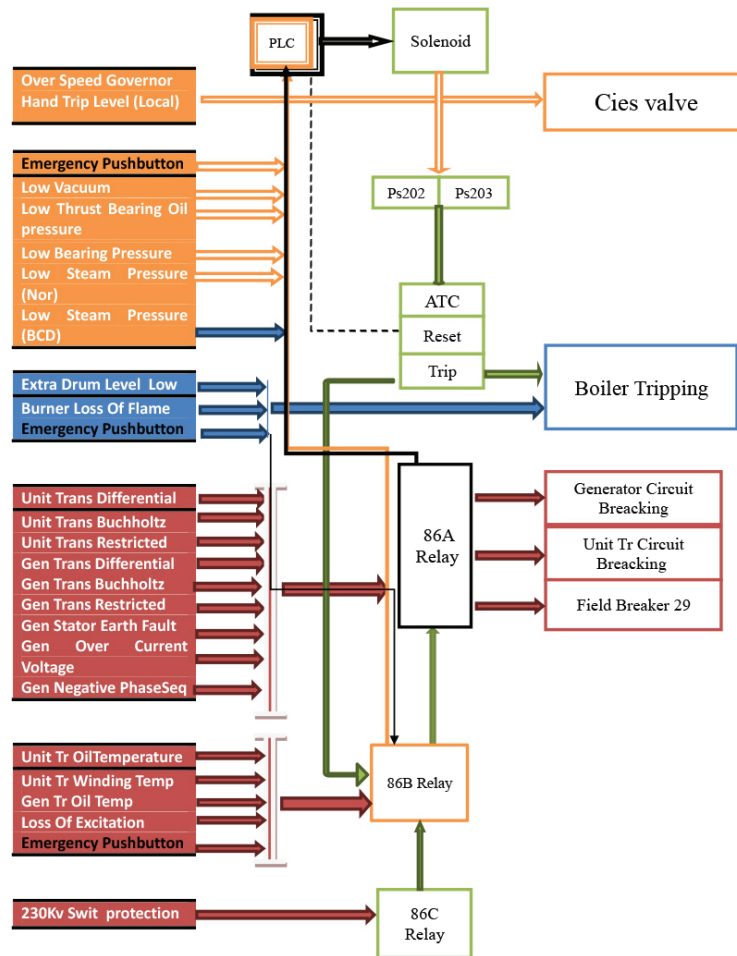 PLC
Solenoid
Over Speed Governor
Hand Trip Level (Local)
Cies valve
Emergency Pushbutton
Low Vacuum
Low Thrust Bearing Oil
pressure
Low Bearing Pressure
Low Steam Pressure
(Nor)
Low Steam Pressure
(BCD)
Ps202
Ps203
ATC
Reset
Trip
Extra Drum Level Low
Burner Loss Of Flame
Emergency Pushbutton
Boiler Tripping
Unit Trans Differential
Unit Trans Buchholtz
Unit Trans Restricted
Gen Trans Differential
Gen Trans Buchholtz
Gen Trans Restricted
Gen Stator Earth Fault
Gen Over Current
Voltage
Gen Negative PhaseSeq
86A
Relay
Generator Circuit
Breacking
Unit Tr Circuit
Breacking
Field Breaker 29
Unit Tr OilTemperature
Unit Tr Winding Temp
Gen Tr Oil Temp
Loss Of Excitation
Emergency Pushbutton
86B Relay
230Kv Swit protection
86C
Relay